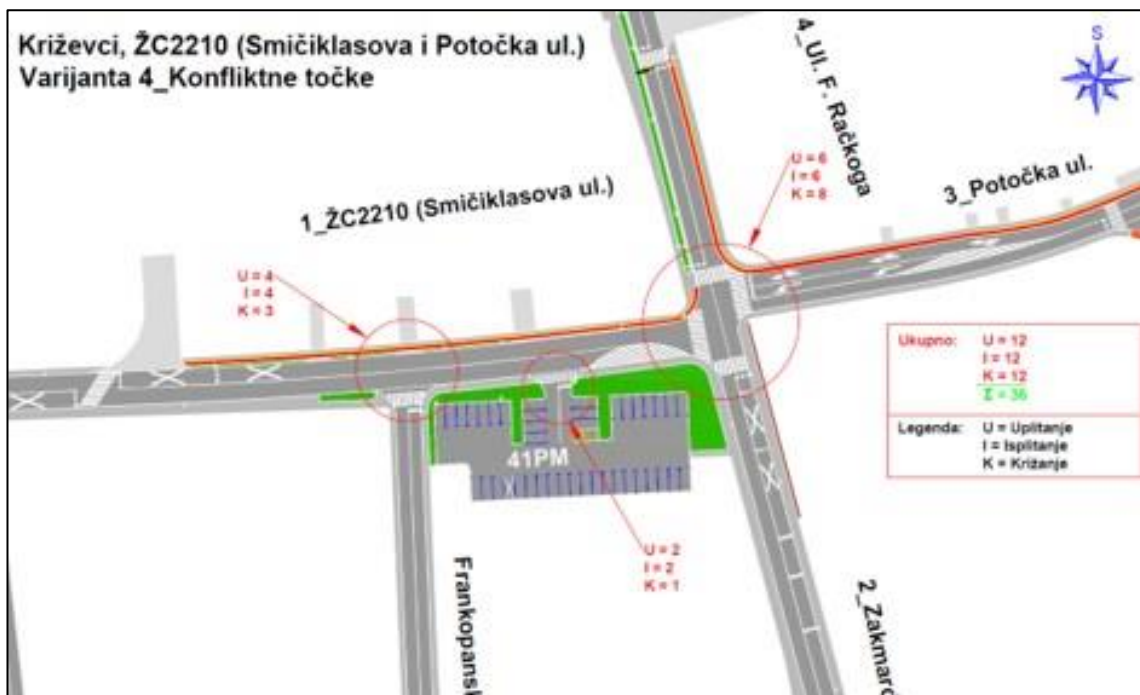 Križevci, ŽC2210 (Smičiklasova i Potočka ul.)
Varijanta 4_Konfliktne točke
S
4_Ul. F. Račkoga
U = 6
I = 6
K = 8
3_Potočka ul.
1_ŽC2210 (Smičiklasova ul.)
U = 4
I = 4
K = 3
Ukupno: U = 12
I = 12
K = 12
Σ = 36
Legenda: U = Uplitanje
I = Isplitanje
K = Križanje
41PM
U = 2
I = 2
K = 1
Frankopansk
2_Zakmard